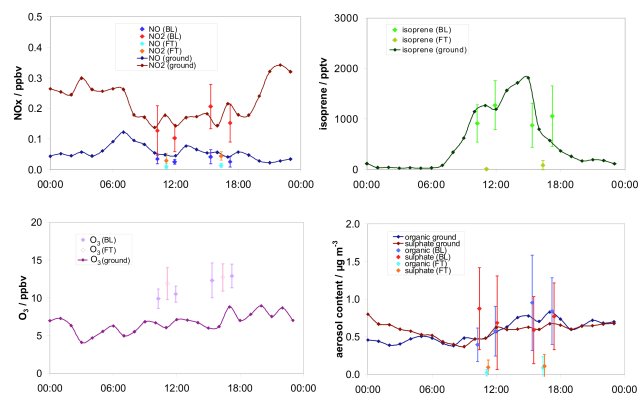 NOx / ppbv
0.5
0.4
0.3
0.2
0.1
0.0
NO (BL)
NO2 (BL)
NO (FT)
NO2 (FT)
NO (ground)
NO2 (ground)
00:00 06:00 12:00 18:00 00:00
isoprene / pptv
3000
2000
1000
0
isoprene (BL)
isoprene (FT)
isoprene (ground)
00:00 06:00 12:00 18:00 00:00
O3 / ppbv
20
15
10
5
0
O3 (BL)
O3 (FT)
O3 (ground)
00:00 06:00 12:00 18:00 00:00
aerosol content / µg m-3
2.0
1.5
1.0
0.5
0.0
organic ground
sulphate ground
organic (BL)
sulphate (BL)
organic (FT)
sulphate (FT)
00:00 06:00 12:00 18:00 00:00